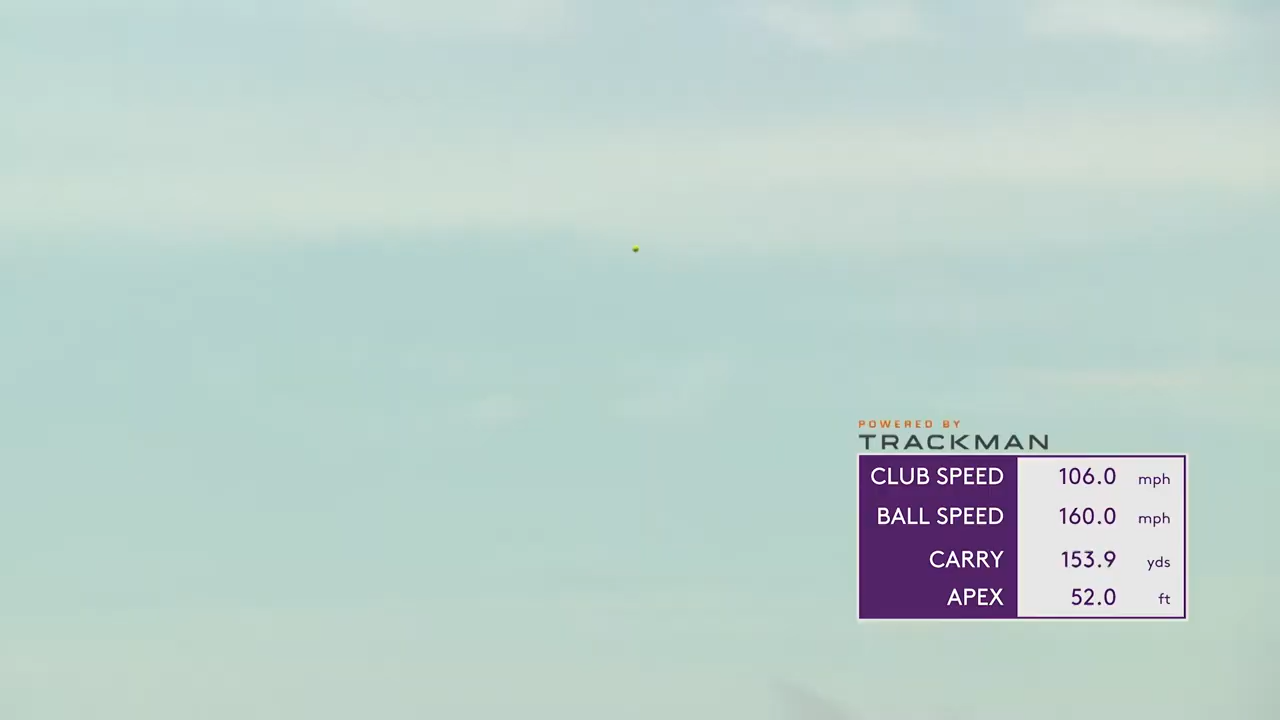 POWERED BY
TRACKMAN
CLUB SPEED 106.0 mph
BALL SPEED 160.0 mph
CARRY 153.9 yds
APEX 52.0 ft